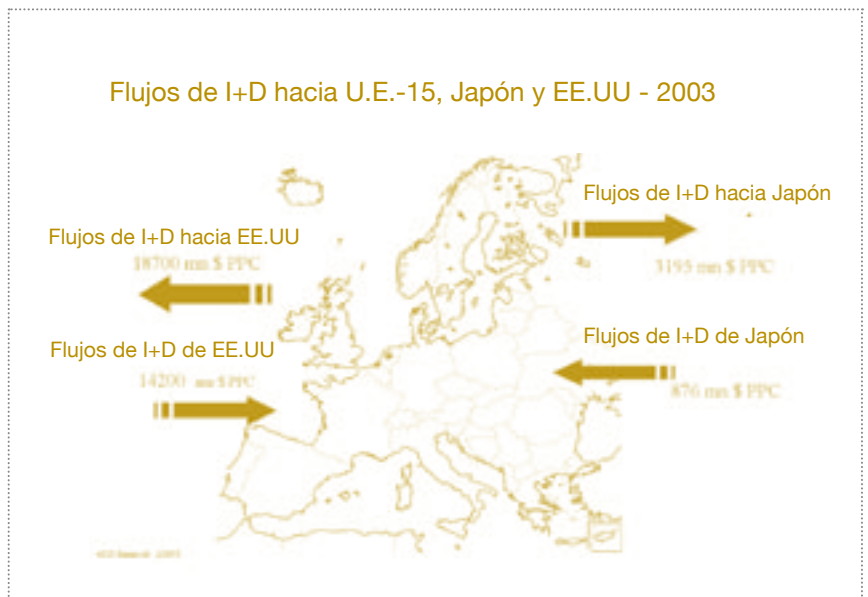 Flujos de I+D hacia U.E.-15, Japón y EE.UU - 2003
Flujos de I+D hacia Japón
3195 mn $ PPC
Flujos de I+D hacia EE.UU
18700 mn $ PPC
Flujos de I+D de Japón
876 mn $ PPC
Flujos de I+D de EE.UU
14200 mn $ PPC